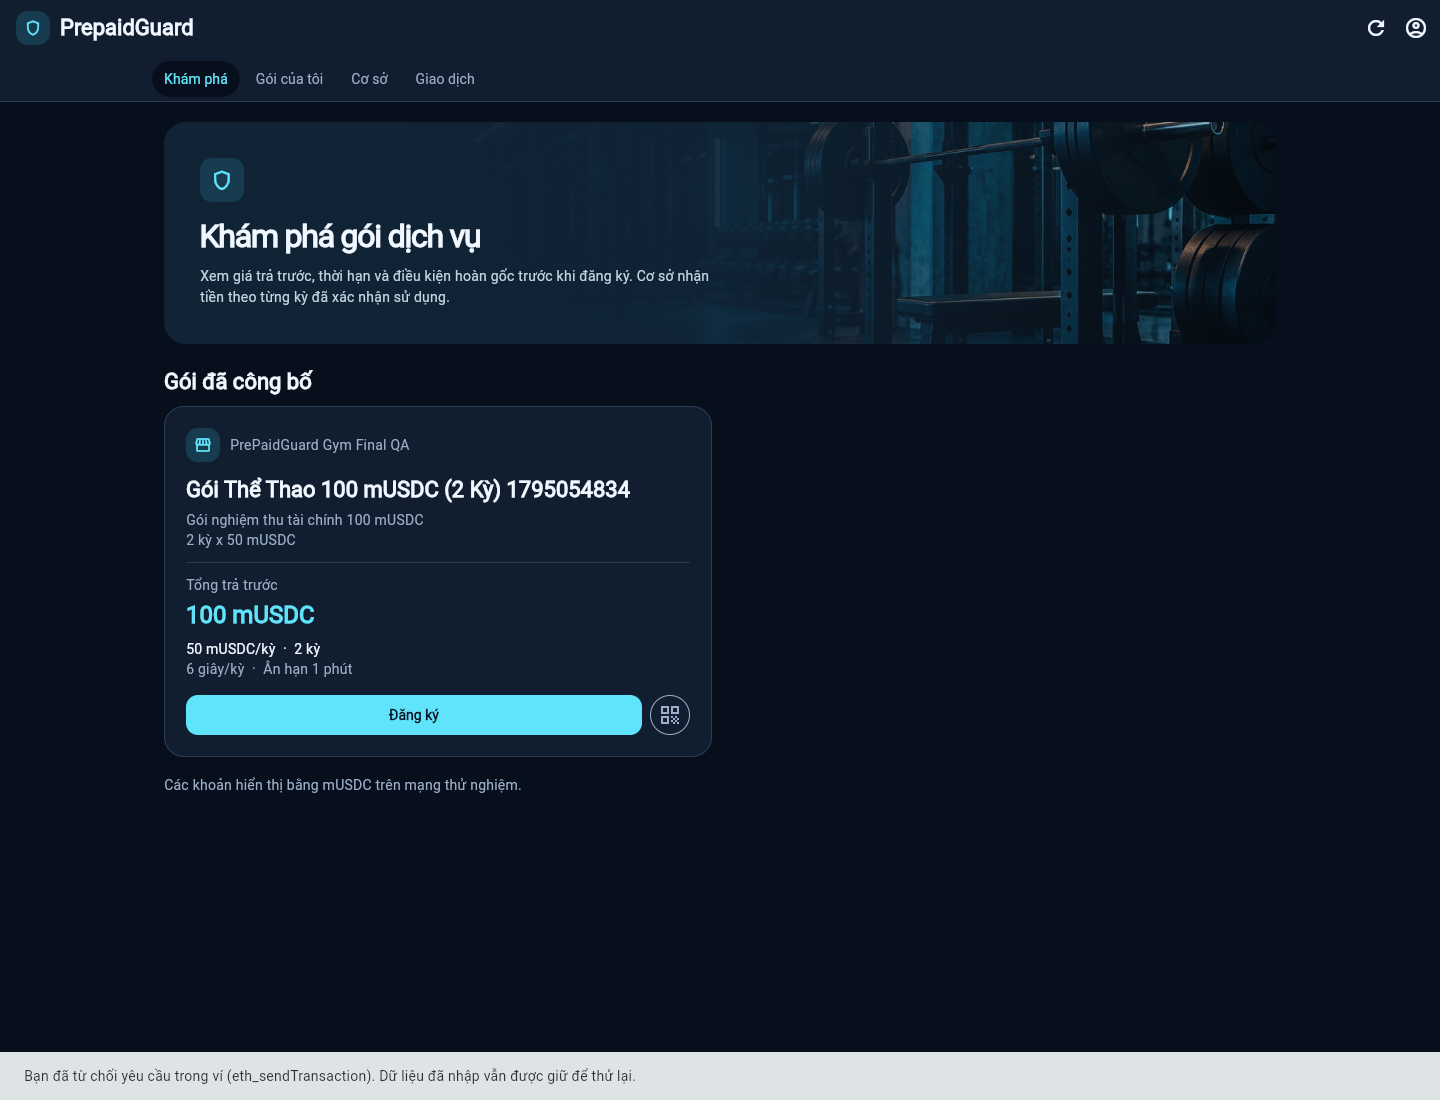 PrepaidGuard
Khám phá
Gói của tôi
Cơ sở
Giao dịch
Khám phá gói dịch vụ
Xem giá trả trước, thời hạn và điều kiện hoàn gốc trước khi đăng ký. Cơ sở nhận
tiền theo từng kỳ đã xác nhận sử dụng.
Gói đã công bố
PrePaidGuard Gym Final QA
Gói Thể Thao 100 mUSDC (2 Kỳ) 1795054834
Gói nghiệm thu tài chính 100 mUSDC
2 kỳ x 50 mUSDC
Tổng trả trước
100 mUSDC
50 mUSDC/kỳ · 2 kỳ
6 giây/kỳ · Ân hạn 1 phút
Đăng ký
Các khoản hiển thị bằng mUSDC trên mạng thử nghiệm.
Bạn đã từ chối yêu cầu trong ví (eth_sendTransaction). Dữ liệu đã nhập vẫn được giữ để thử lại.